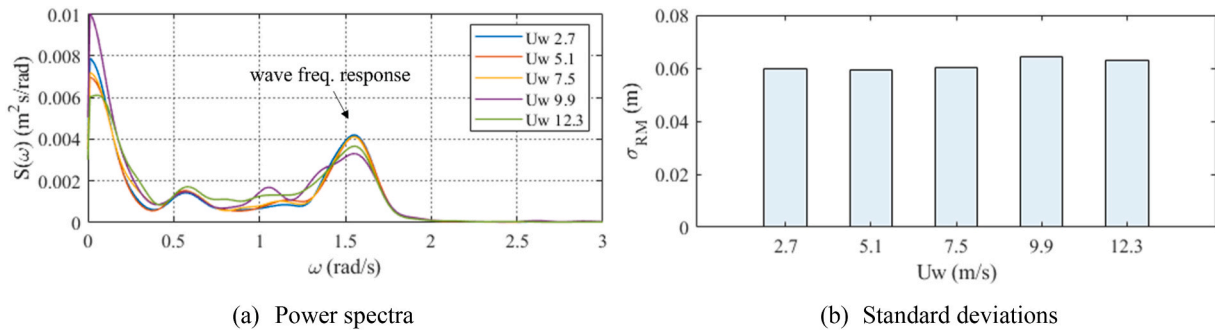 0.01
0.008
0.006
0.004
0.002
0
S(ω) (m² s/rad)
wave freq. response
Uw 2.7
Uw 5.1
Uw 7.5
Uw 9.9
Uw 12.3
0 0.5 1 1.5 2 2.5 3
ω (rad/s)
(a) Power spectra
0.08
0.06
0.04
0.02
0
σRM (m)
2.7 5.1 7.5 9.9 12.3
Uw (m/s)
(b) Standard deviations